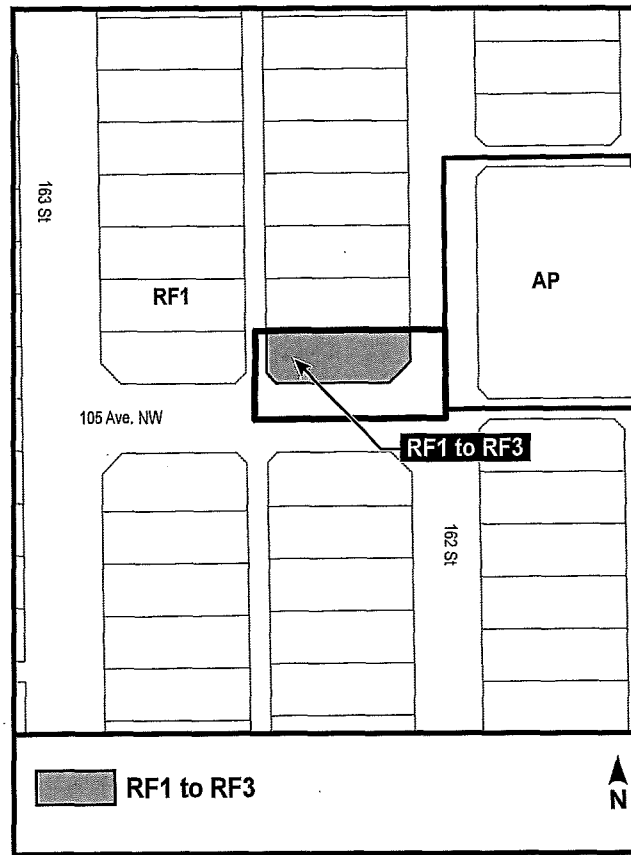 163 St
RF1
AP
105 Ave. NW
RF1 to RF3
162 St
RF1 to RF3
N